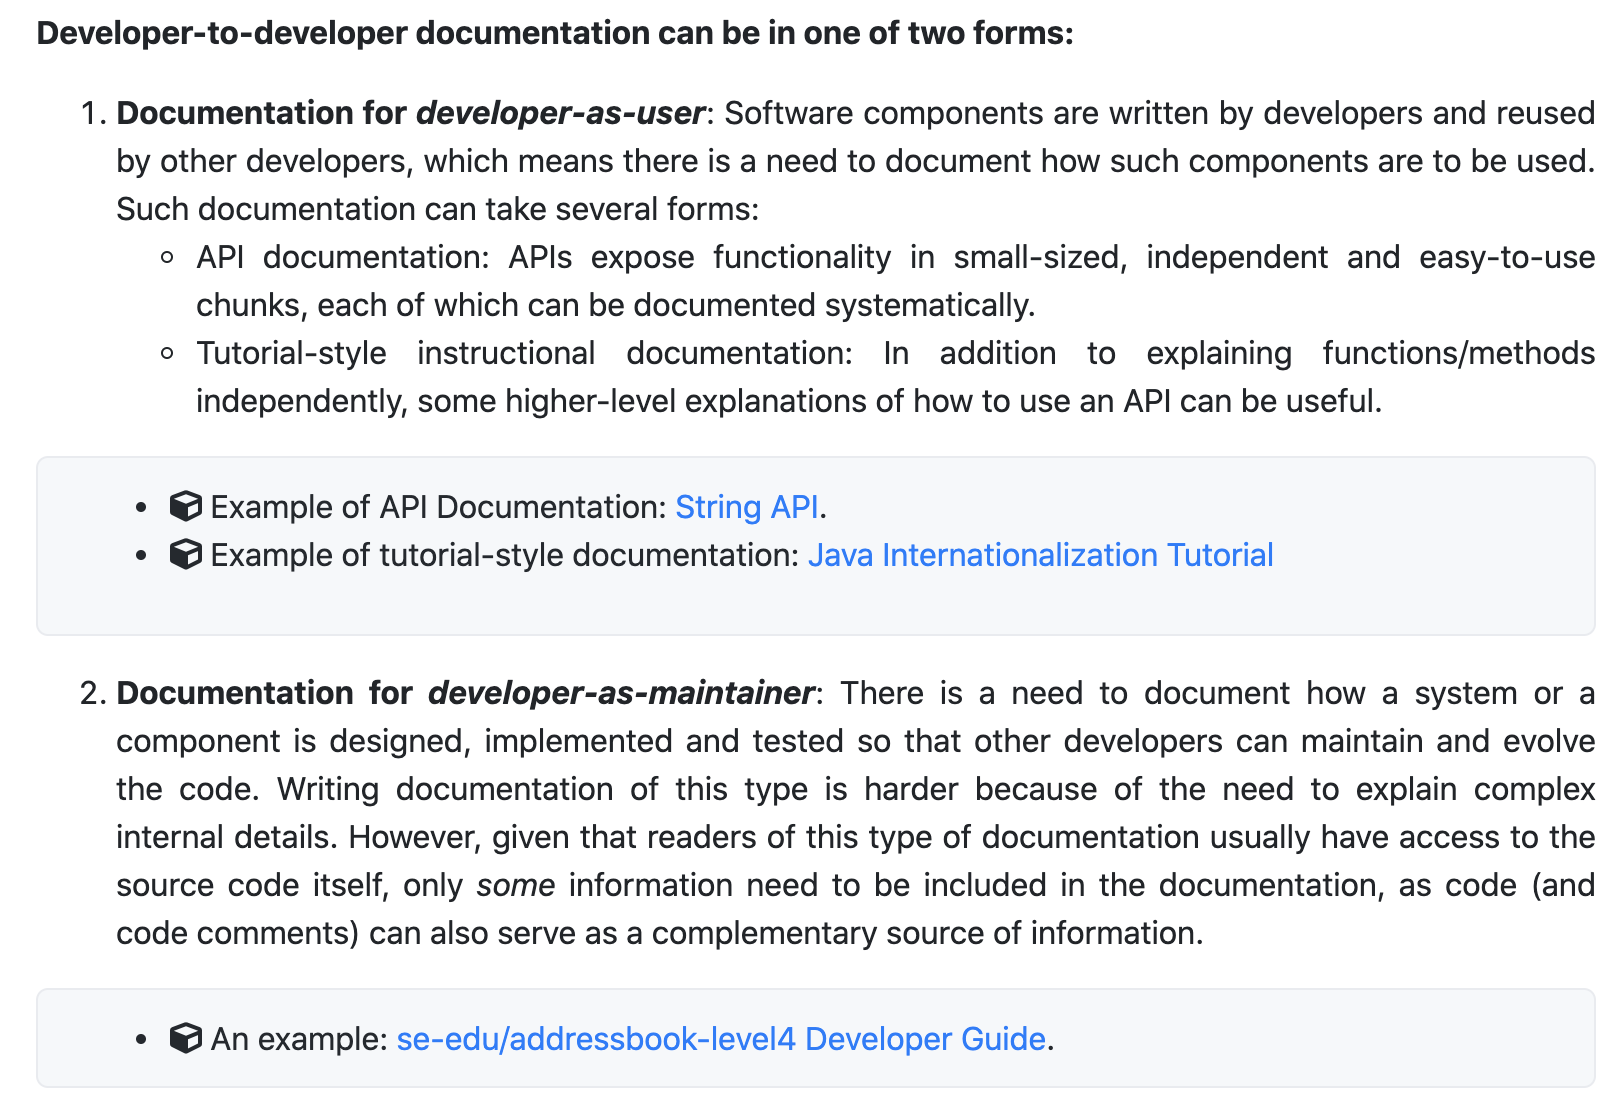 Developer-to-developer documentation can be in one of two forms:
1. Documentation for developer-as-user: Software components are written by developers and reused
by other developers, which means there is a need to document how such components are to be used.
Such documentation can take several forms:
◦ API documentation: APIs expose functionality in small-sized, independent and easy-to-use
chunks, each of which can be documented systematically.
◦ Tutorial-style instructional documentation: In addition to explaining functions/methods
independently, some higher-level explanations of how to use an API can be useful.
• Example of API Documentation: String API.
• Example of tutorial-style documentation: Java Internationalization Tutorial
2. Documentation for developer-as-maintainer: There is a need to document how a system or a
component is designed, implemented and tested so that other developers can maintain and evolve
the code. Writing documentation of this type is harder because of the need to explain complex
internal details. However, given that readers of this type of documentation usually have access to the
source code itself, only some information need to be included in the documentation, as code (and
code comments) can also serve as a complementary source of information.
• An example: se-edu/addressbook-level4 Developer Guide.